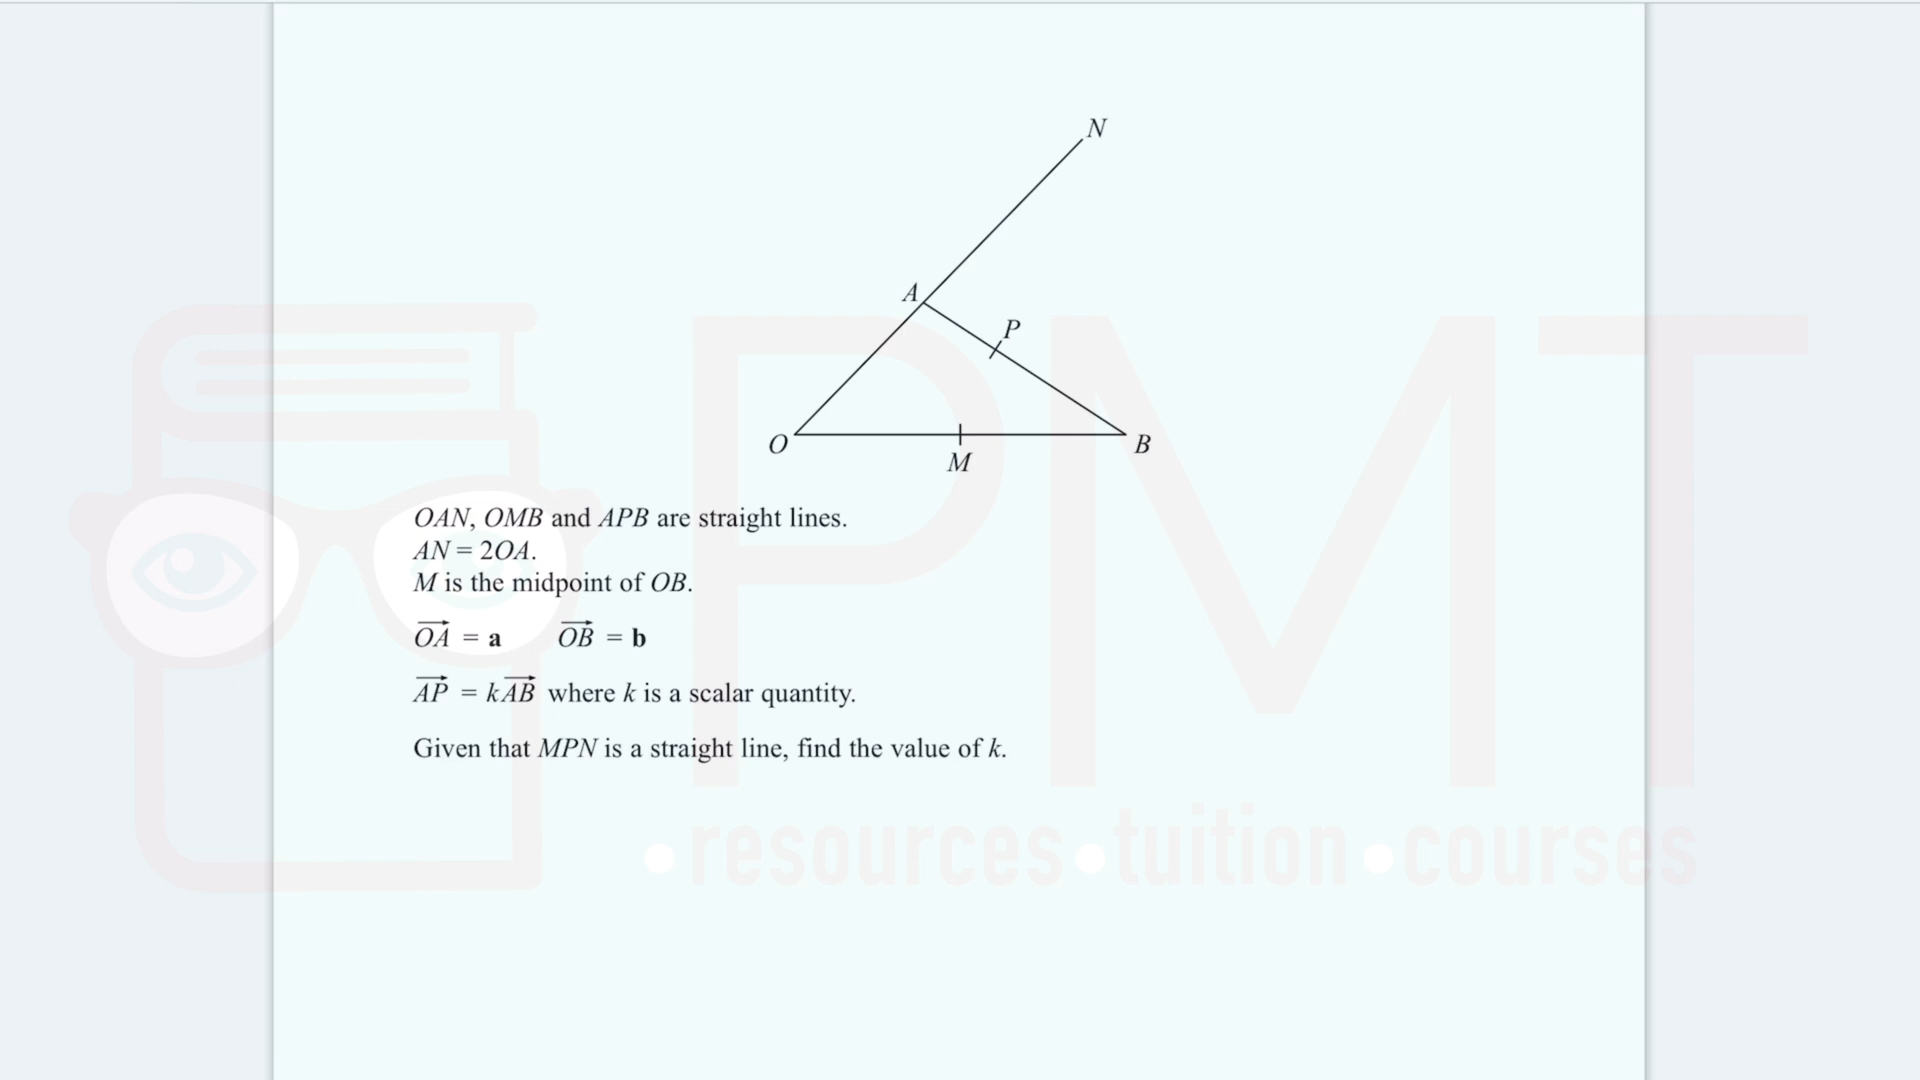 N
A
P
O
B
M
OAN, OMB and APB are straight lines.
AN = 2OA.
M is the midpoint of OB.
OA⃗ = a OB⃗ = b
AP⃗ = kAB⃗ where k is a scalar quantity.
Given that MPN is a straight line, find the value of k.
PMT
resources tuition courses